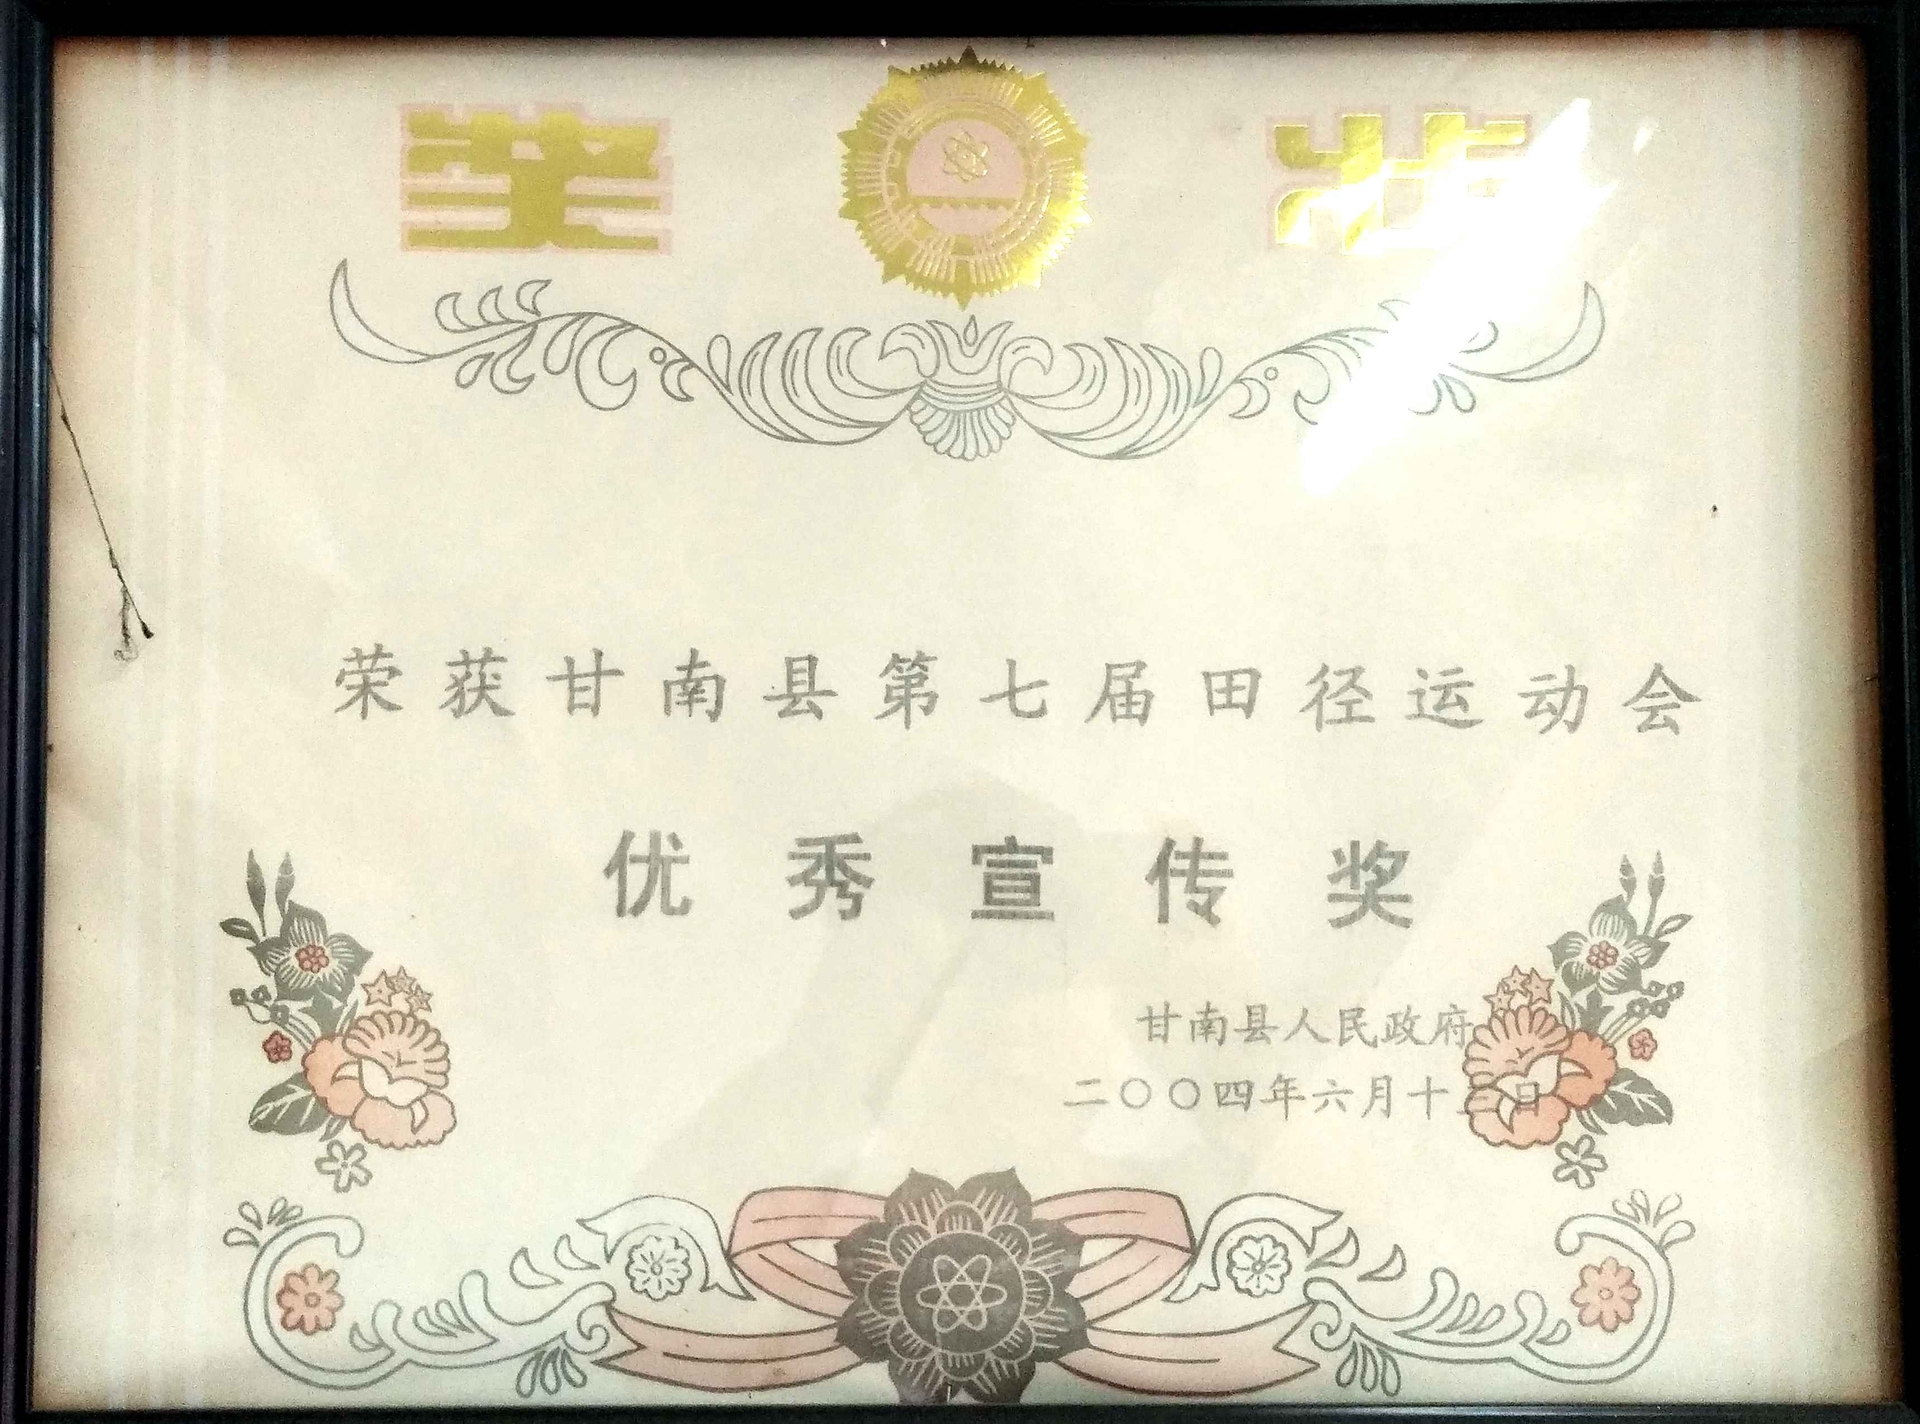 奖 状
荣获甘南县第七届田径运动会
优秀宣传奖
甘南县人民政府
二〇〇四年六月十 日